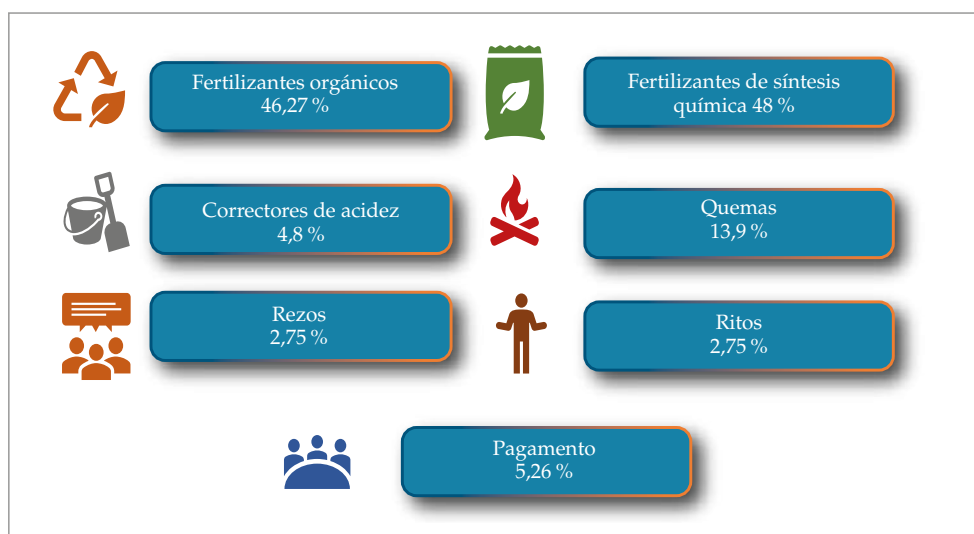 Fertilizantes orgánicos
46,27 %
Fertilizantes de síntesis
química 48 %
Correctores de acidez
4,8 %
Quemas
13,9 %
Rezos
2,75 %
Ritos
2,75 %
Pagamento
5,26 %